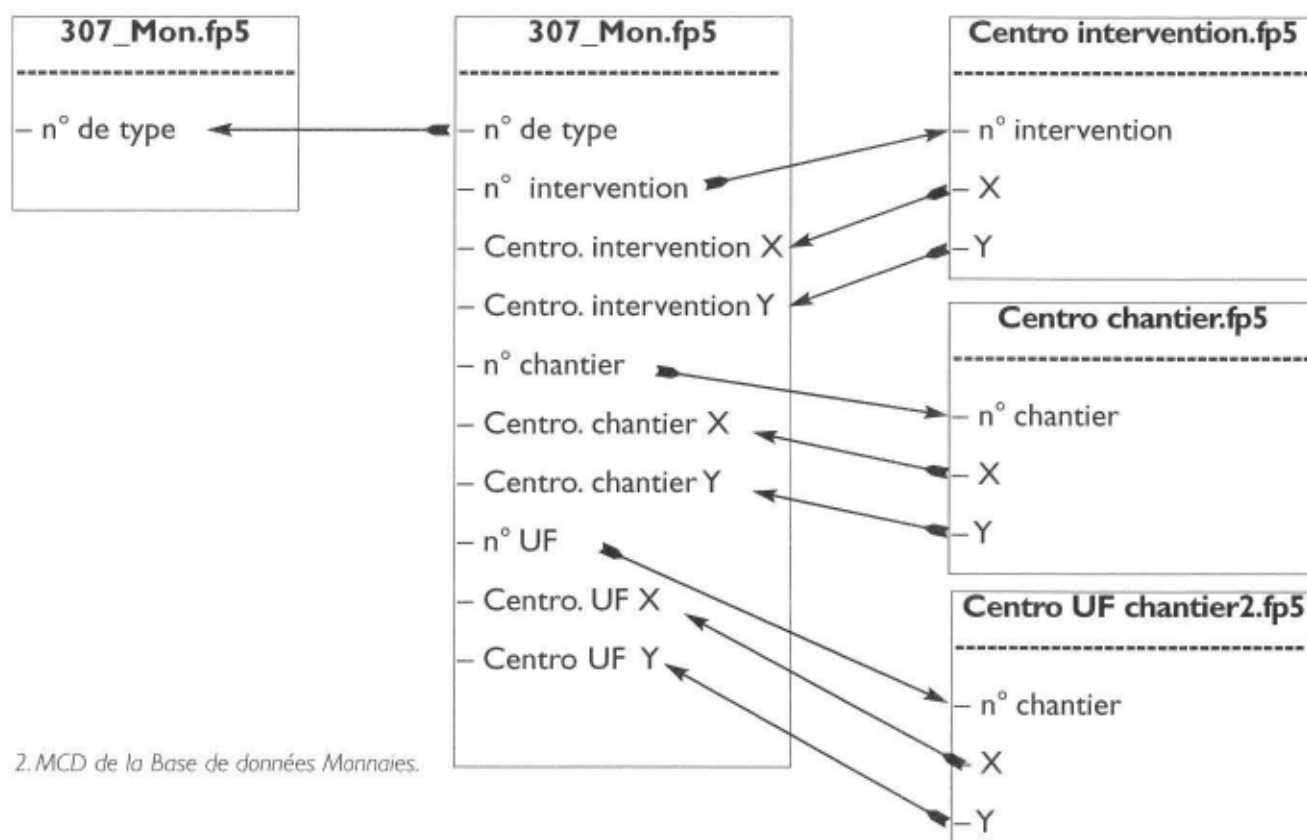 307_Mon.fp5
– n° de type
307_Mon.fp5
– n° de type
– n° intervention
– Centro. intervention X
– Centro. intervention Y
– n° chantier
– Centro. chantier X
– Centro. chantier Y
– n° UF
– Centro. UF X
– Centro UF Y
Centro intervention.fp5
– n° intervention
– X
– Y
Centro chantier.fp5
– n° chantier
– X
– Y
Centro UF chantier2.fp5
– n° chantier
– X
– Y
2. MCD de la Base de données Monnaies.